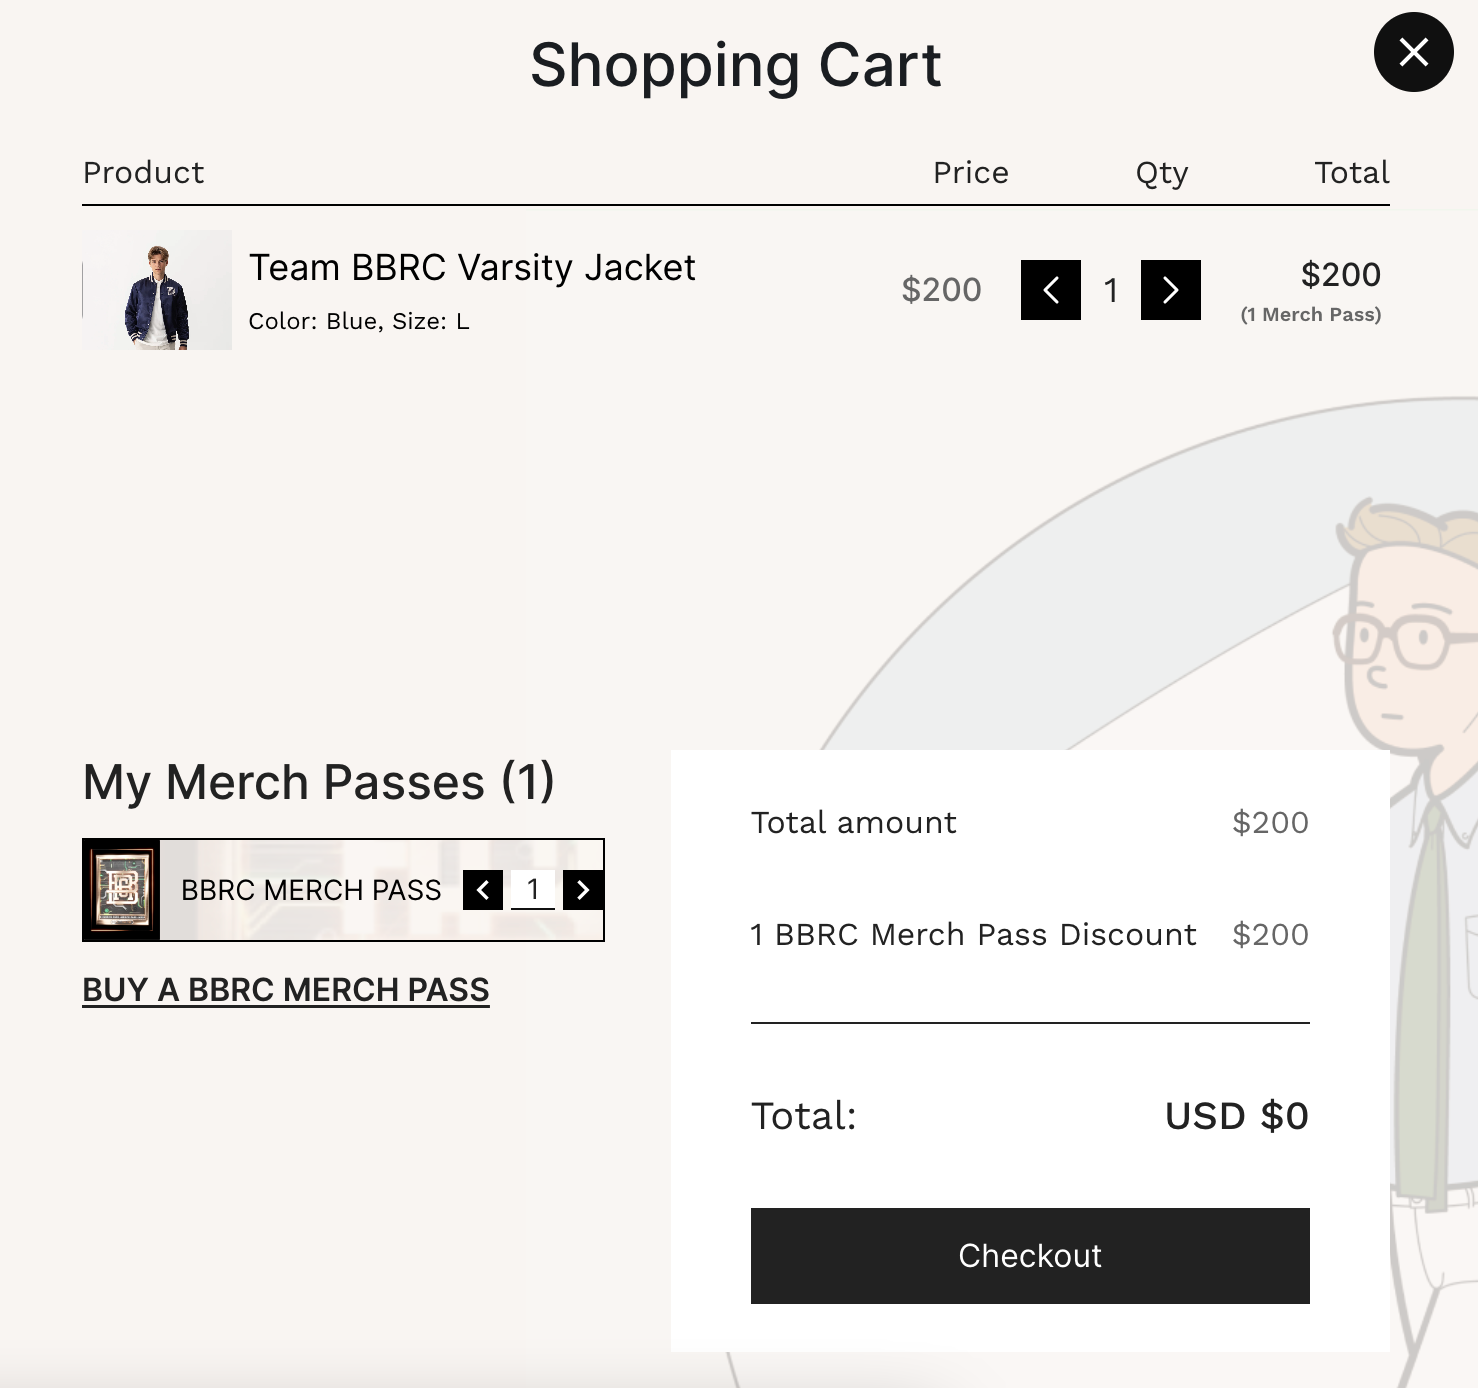 Shopping Cart
Product Price Qty Total
Team BBRC Varsity Jacket
Color: Blue, Size: L
$200 1 $200
(1 Merch Pass)
My Merch Passes (1)
BBRC MERCH PASS 1
BUY A BBRC MERCH PASS
Total amount $200
1 BBRC Merch Pass Discount $200
Total: USD $0
Checkout